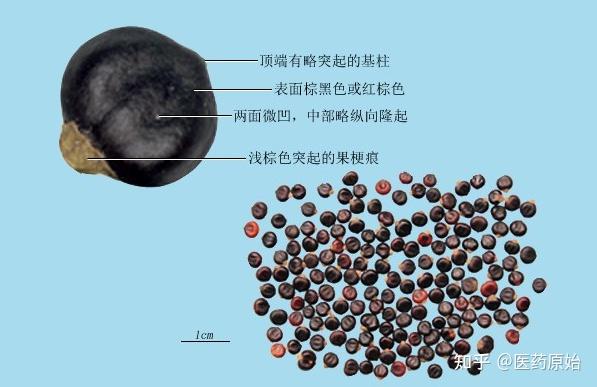 顶端有略突起的基柱
表面棕黑色或红棕色
两面微凹，中部略纵向隆起
浅棕色突起的果梗痕
1cm
知乎 @医药原始